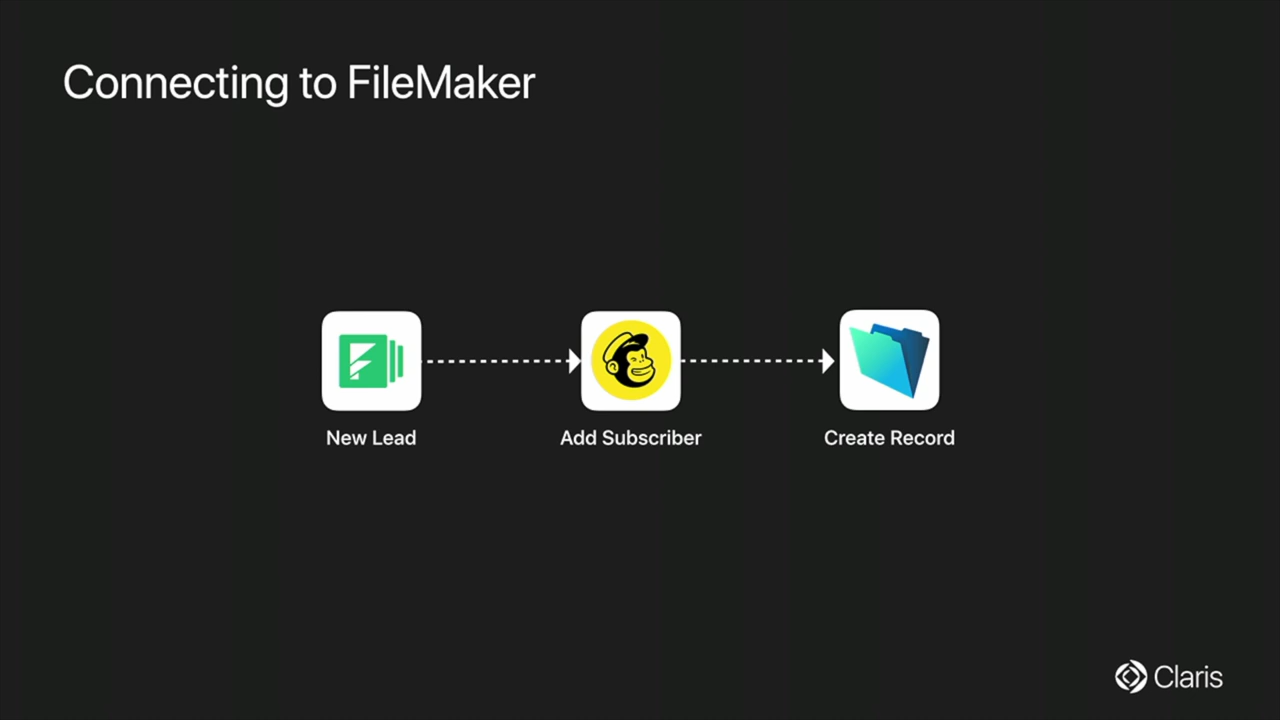 Connecting to FileMaker
New Lead
Add Subscriber
Create Record
Claris